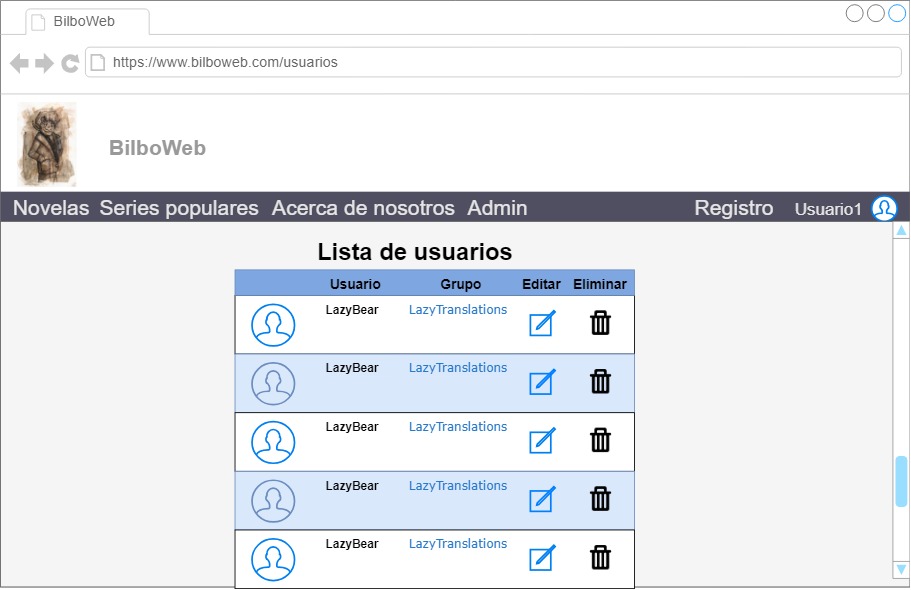 BilboWeb
https://www.bilboweb.com/usuarios
BilboWeb
Novelas Series populares Acerca de nosotros Admin Registro Usuario1
Lista de usuarios
Usuario Grupo Editar Eliminar
LazyBear LazyTranslations
LazyBear LazyTranslations
LazyBear LazyTranslations
LazyBear LazyTranslations
LazyBear LazyTranslations